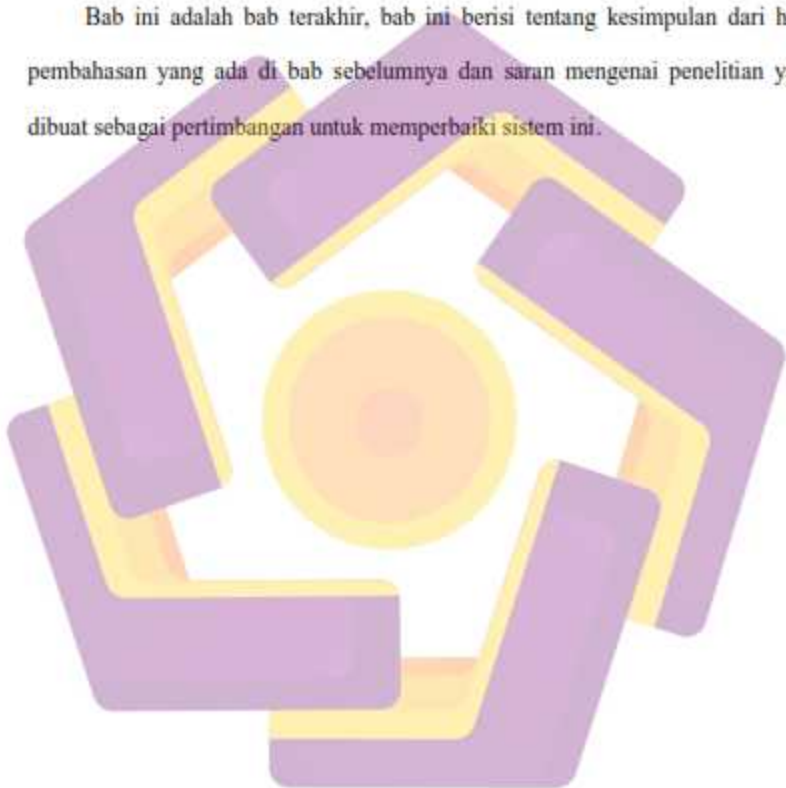 Bab ini adalah bab terakhir, bab ini berisi tentang kesimpulan dari h
pembahasan yang ada di bab sebelumnya dan saran mengenai penelitian y
dibuat sebagai pertimbangan untuk memperbaiki sistem ini.